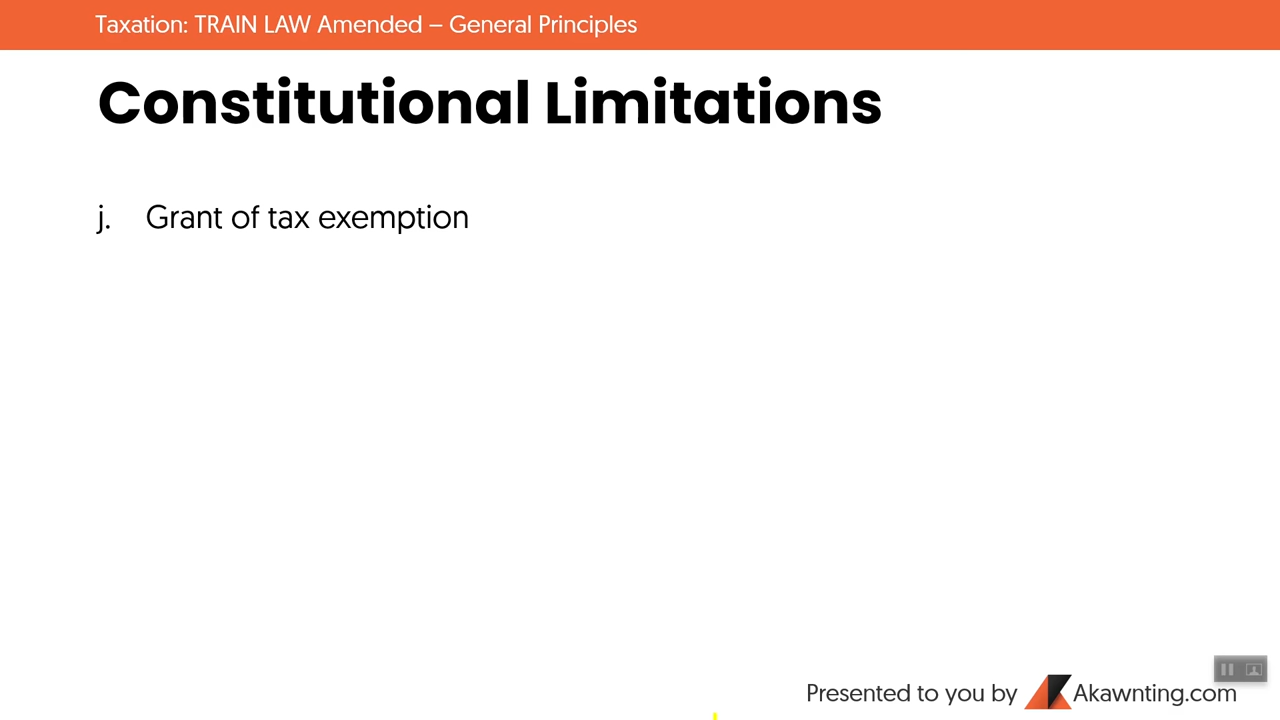 Taxation: TRAIN LAW Amended – General Principles
Constitutional Limitations
j. Grant of tax exemption
Presented to you by Akawnting.com